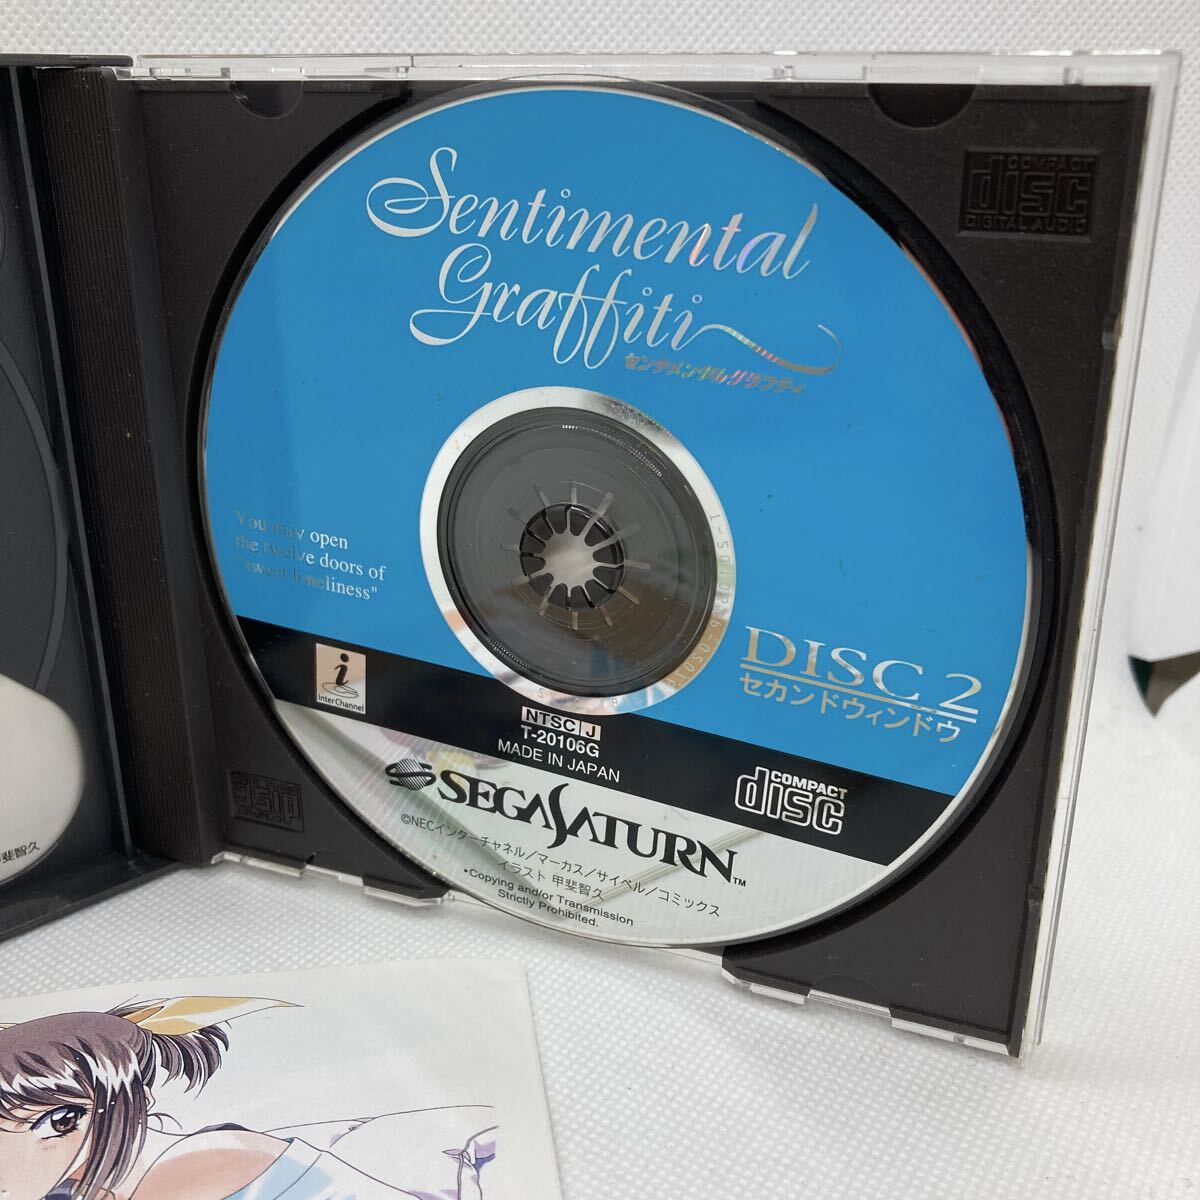 Sentimental
Graffiti
センチメンタルグラフティ
You may open
the twelve doors of
"sweet loneliness"
DISC 2
セカンドウィンドウ
i
InterChannel
NTSC J
T-20106G
MADE IN JAPAN
COMPACT
disc
SEGA SATURN™
©NECインターチャネル／マーカス／サイベル／コミックス
イラスト 甲斐智久
•Copying and/or Transmission
Strictly Prohibited.
COMPACT
disc
DIGITAL AUDIO
斐智久